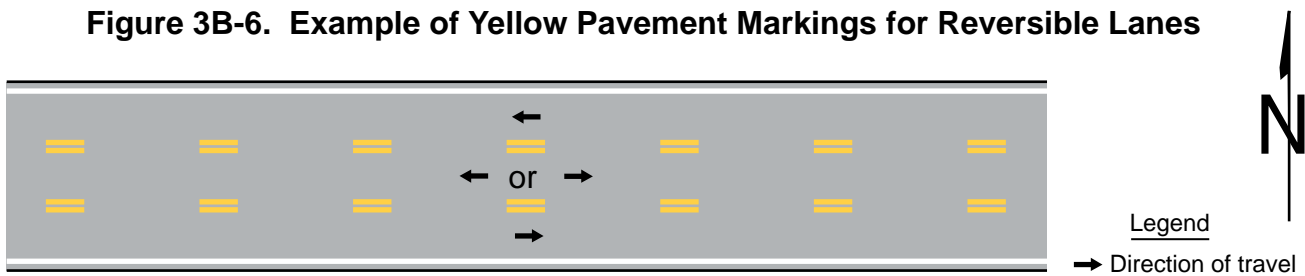 Figure 3B-6. Example of Yellow Pavement Markings for Reversible Lanes
N
or
Legend
Direction of travel